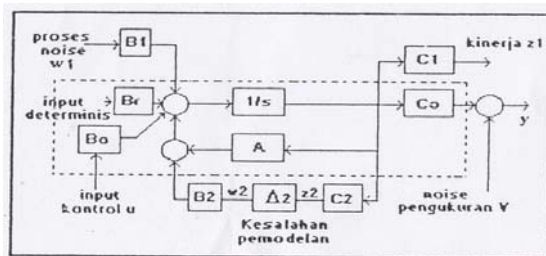 proses
noise
w1
B1
C1
kinerja z1
input
determinis
Br
1/s
Co
y
Bo
A
input
kontrol u
B2
w2
Δ2
z2
C2
Kesalahan
pemodelan
noise
pengukuran V